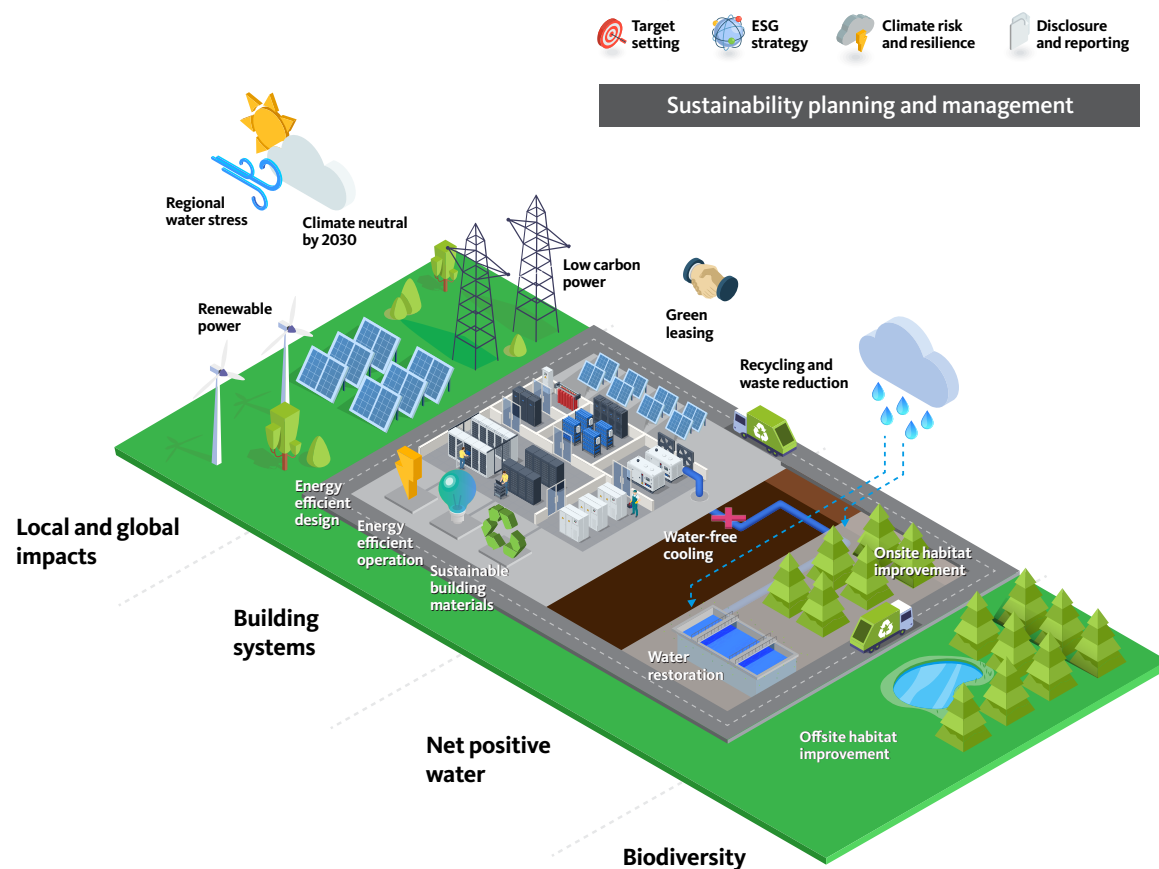 Target
setting
ESG
strategy
Climate risk
and resilience
Disclosure
and reporting
Sustainability planning and management
Regional
water stress
Climate neutral
by 2030
Low carbon
power
Renewable
power
Green
leasing
Recycling and
waste reduction
Energy
efficient
design
Energy
efficient
operation
Sustainable
building
materials
Water-free
cooling
Onsite habitat
improvement
Water
restoration
Offsite habitat
improvement
Local and global
impacts
Building
systems
Net positive
water
Biodiversity